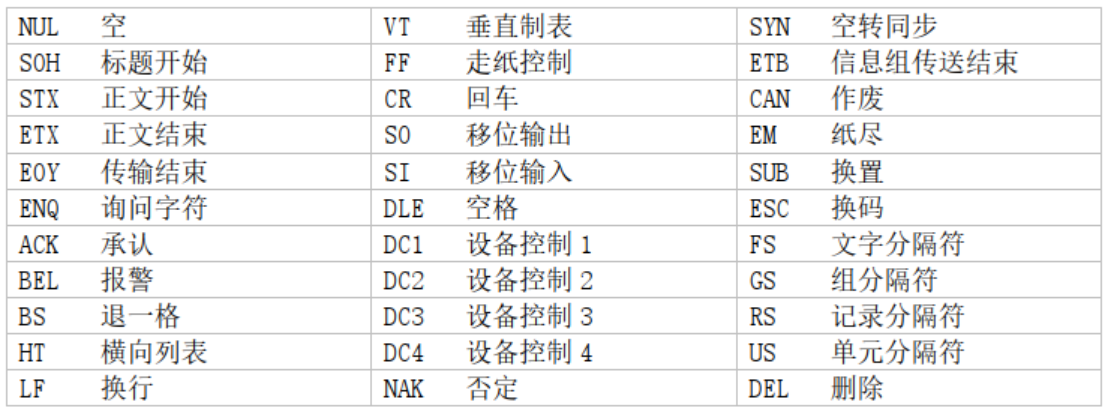 NUL 空 VT 垂直制表 SYN 空转同步
SOH 标题开始 FF 走纸控制 ETB 信息组传送结束
STX 正文开始 CR 回车 CAN 作废
ETX 正文结束 SO 移位输出 EM 纸尽
EOY 传输结束 SI 移位输入 SUB 换置
ENQ 询问字符 DLE 空格 ESC 换码
ACK 承认 DC1 设备控制 1 FS 文字分隔符
BEL 报警 DC2 设备控制 2 GS 组分隔符
BS 退一格 DC3 设备控制 3 RS 记录分隔符
HT 横向列表 DC4 设备控制 4 US 单元分隔符
LF 换行 NAK 否定 DEL 删除